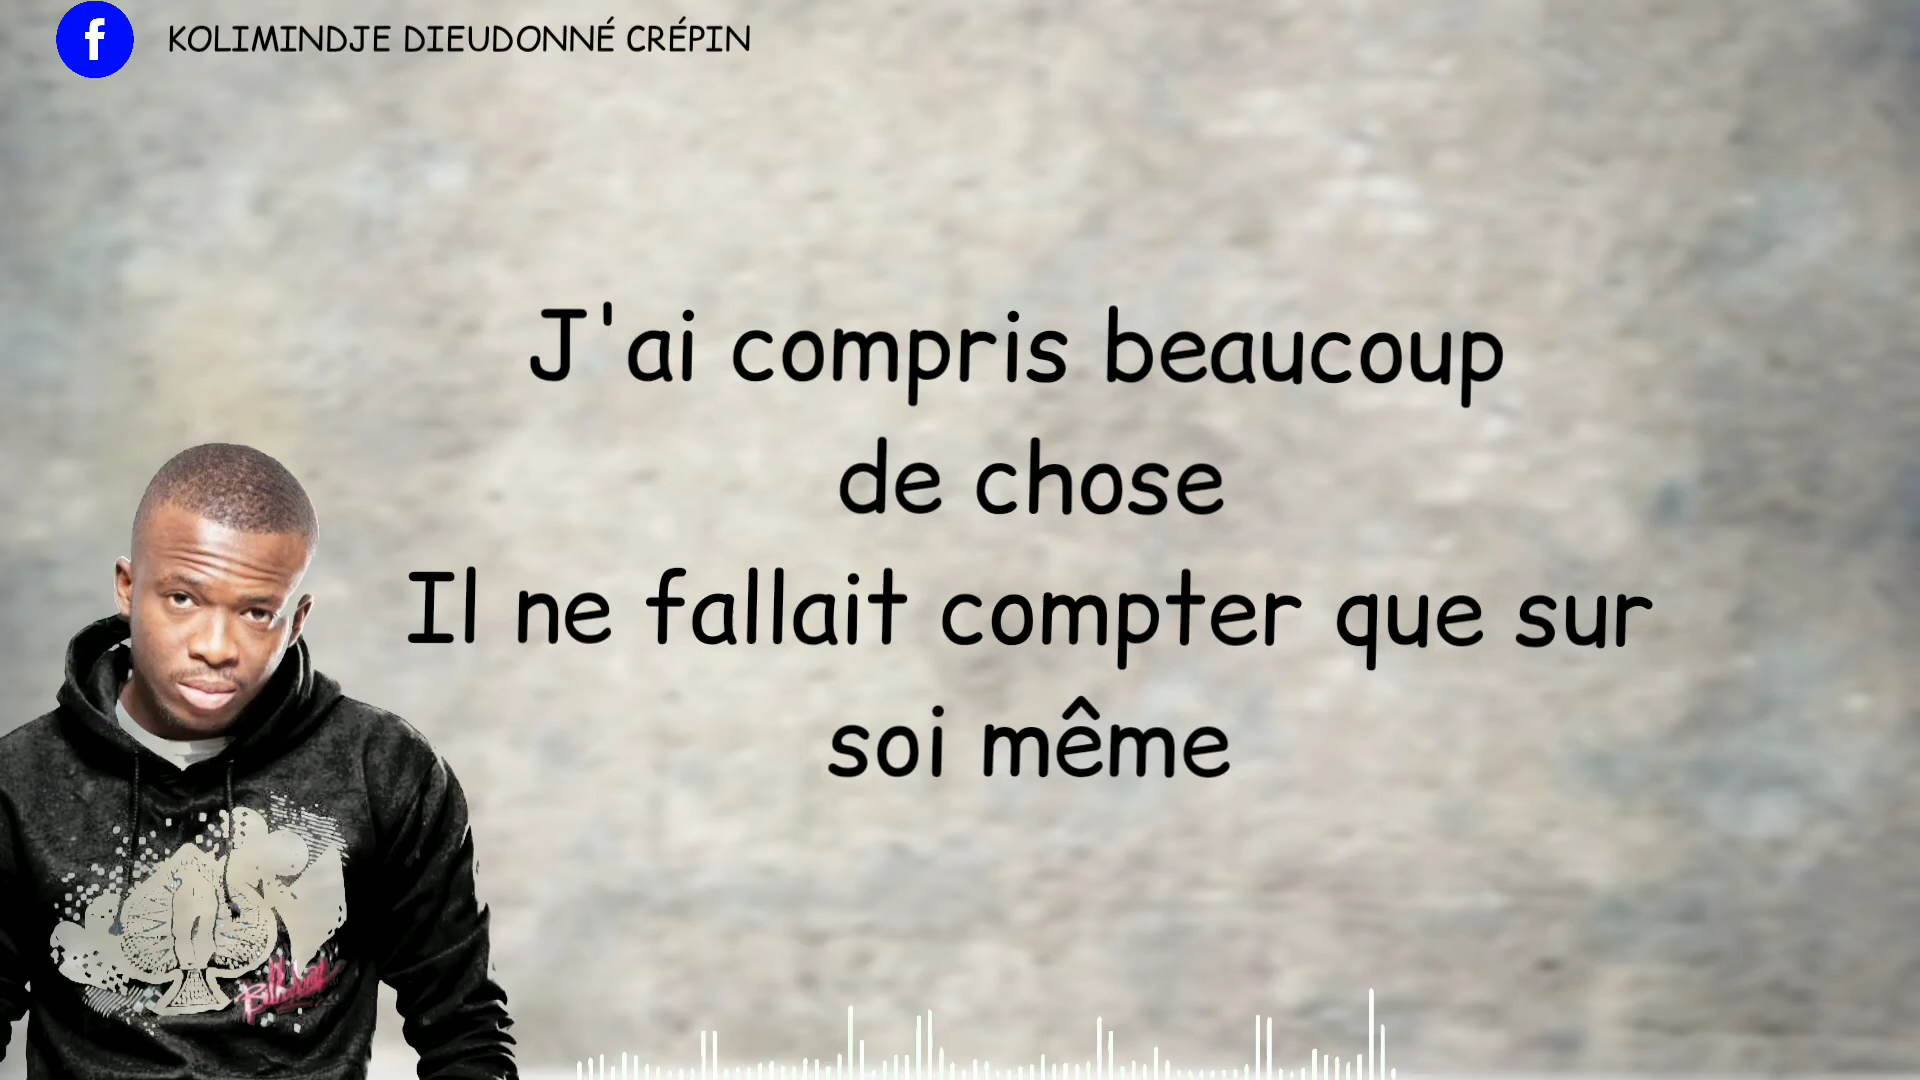 f KOLIMINDJE DIEUDONNÉ CRÉPIN
J'ai compris beaucoup
de chose
Il ne fallait compter que sur
soi même